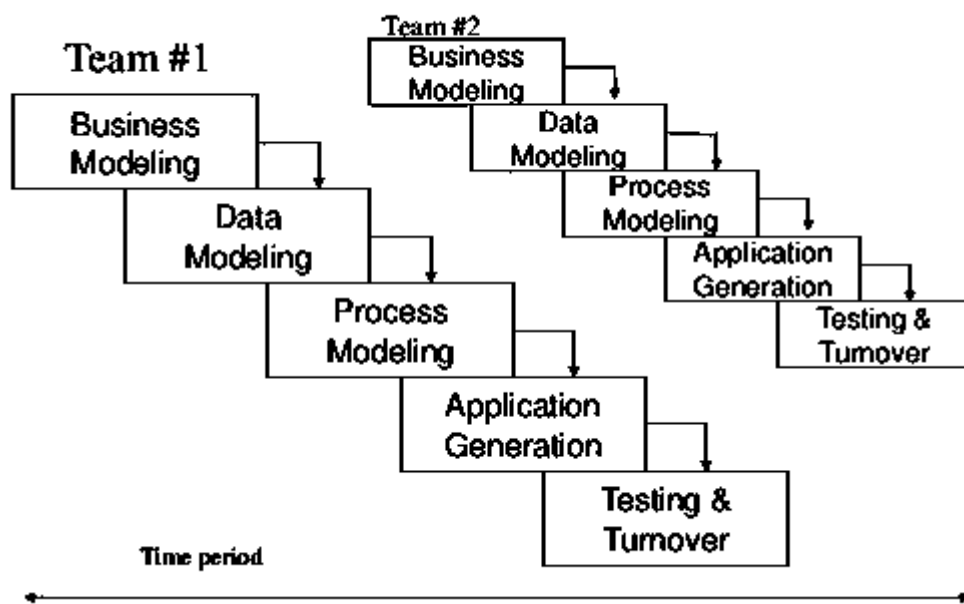 Team #1
Business
Modeling
Data
Modeling
Process
Modeling
Application
Generation
Testing &
Turnover
Team #2
Business
Modeling
Data
Modeling
Process
Modeling
Application
Generation
Testing &
Turnover
Time period